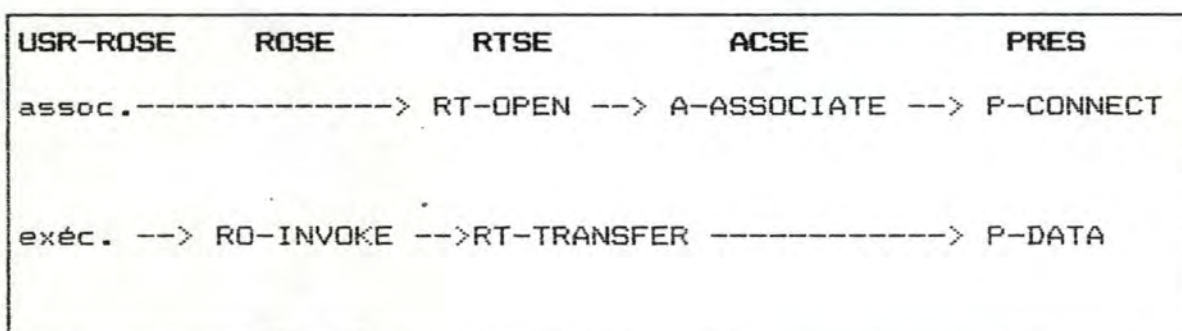 USR-ROSE ROSE RTSE ACSE PRES
assoc.-------------> RT-OPEN --> A-ASSOCIATE --> P-CONNECT
exéc. --> RO-INVOKE -->RT-TRANSFER ------------> P-DATA